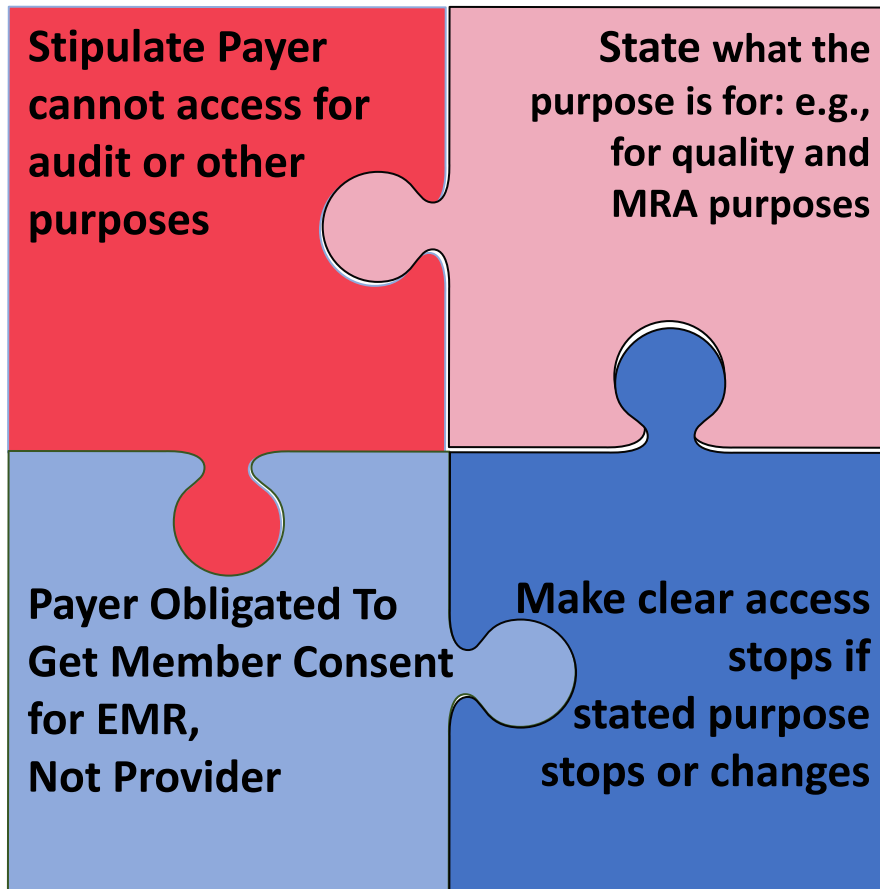 Stipulate Payer
cannot access for
audit or other
purposes
State what the
purpose is for: e.g.,
for quality and
MRA purposes
Payer Obligated To
Get Member Consent
for EMR,
Not Provider
Make clear access
stops if
stated purpose
stops or changes